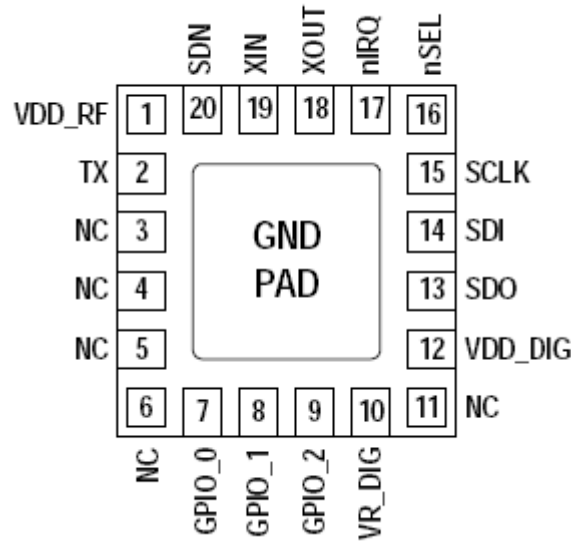 SDN XIN XOUT nIRQ nSEL
VDD_RF 1 20 19 18 17 16
TX 2 15 SCLK
NC 3 14 SDI
GND
NC 4 13 SDO
PAD
NC 5 12 VDD_DIG
6 7 8 9 10 11 NC
NC GPIO_0 GPIO_1 GPIO_2 VR_DIG